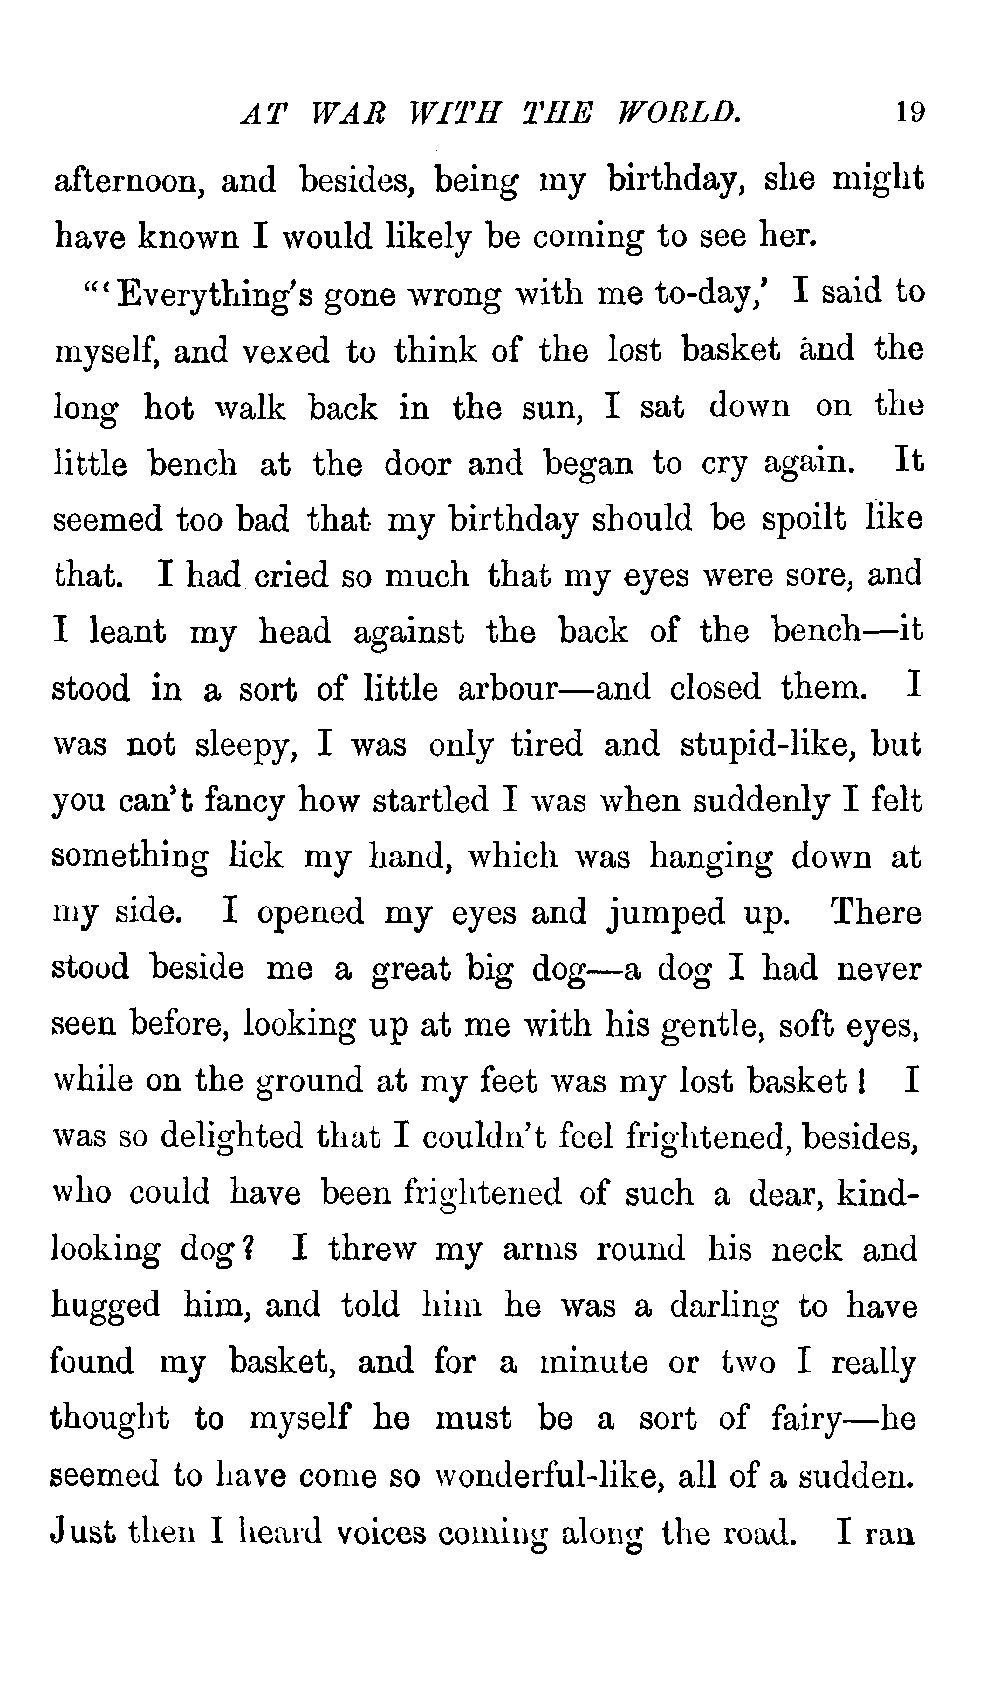 AT WAR WITH THE WORLD. 19
afternoon, and besides, being my birthday, she might
have known I would likely be coming to see her.
"'Everything's gone wrong with me to-day,' I said to
myself, and vexed to think of the lost basket and the
long hot walk back in the sun, I sat down on the
little bench at the door and began to cry again. It
seemed too bad that my birthday should be spoilt like
that. I had cried so much that my eyes were sore, and
I leant my head against the back of the bench—it
stood in a sort of little arbour—and closed them. I
was not sleepy, I was only tired and stupid-like, but
you can't fancy how startled I was when suddenly I felt
something lick my hand, which was hanging down at
my side. I opened my eyes and jumped up. There
stood beside me a great big dog—a dog I had never
seen before, looking up at me with his gentle, soft eyes,
while on the ground at my feet was my lost basket! I
was so delighted that I couldn't feel frightened, besides,
who could have been frightened of such a dear, kind-
looking dog? I threw my arms round his neck and
hugged him, and told him he was a darling to have
found my basket, and for a minute or two I really
thought to myself he must be a sort of fairy—he
seemed to have come so wonderful-like, all of a sudden.
Just then I heard voices coming along the road. I ran